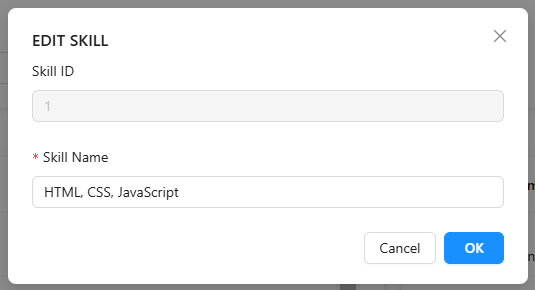 EDIT SKILL
Skill ID
1
* Skill Name
HTML, CSS, JavaScript
Cancel
OK